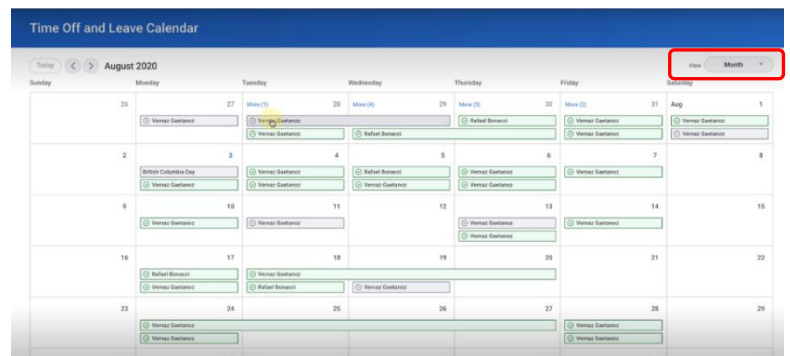 Time Off and Leave Calendar
Today < > August 2020 View Month
Sunday Monday Tuesday Wednesday Thursday Friday Saturday
26 27 More (1) 28 More (4) 29 More (3) 30 More (2) 31 Aug 1
Vernaz Gaetanoz Vernaz Gaetanoz Rafael Bonacci Vernaz Gaetanoz Vernaz Gaetanoz
Vernaz Gaetanoz Rafael Bonacci Vernaz Gaetanoz Vernaz Gaetanoz
2 3 4 5 6 7 8
British Columbia Day Vernaz Gaetanoz Rafael Bonacci Vernaz Gaetanoz Vernaz Gaetanoz
Vernaz Gaetanoz Vernaz Gaetanoz Vernaz Gaetanoz Vernaz Gaetanoz
9 10 11 12 13 14 15
Vernaz Gaetanoz Vernaz Gaetanoz Vernaz Gaetanoz Vernaz Gaetanoz
Vernaz Gaetanoz
16 17 18 19 20 21 22
Rafael Bonacci Vernaz Gaetanoz
Vernaz Gaetanoz Rafael Bonacci Vernaz Gaetanoz
23 24 25 26 27 28 29
Vernaz Gaetanoz Vernaz Gaetanoz
Vernaz Gaetanoz Vernaz Gaetanoz